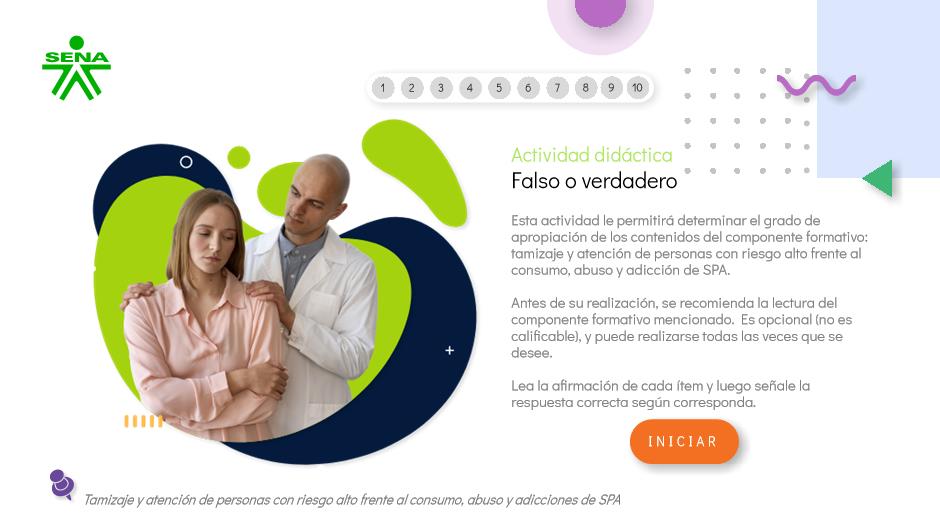 SENA
1 2 3 4 5 6 7 8 9 10
Actividad didáctica
Falso o verdadero
Esta actividad le permitirá determinar el grado de
apropiación de los contenidos del componente formativo:
tamizaje y atención de personas con riesgo alto frente al
consumo, abuso y adicción de SPA.
Antes de su realización, se recomienda la lectura del
componente formativo mencionado. Es opcional (no es
calificable), y puede realizarse todas las veces que se
desee.
Lea la afirmación de cada ítem y luego señale la
respuesta correcta según corresponda.
INICIAR
Tamizaje y atención de personas con riesgo alto frente al consumo, abuso y adicciones de SPA